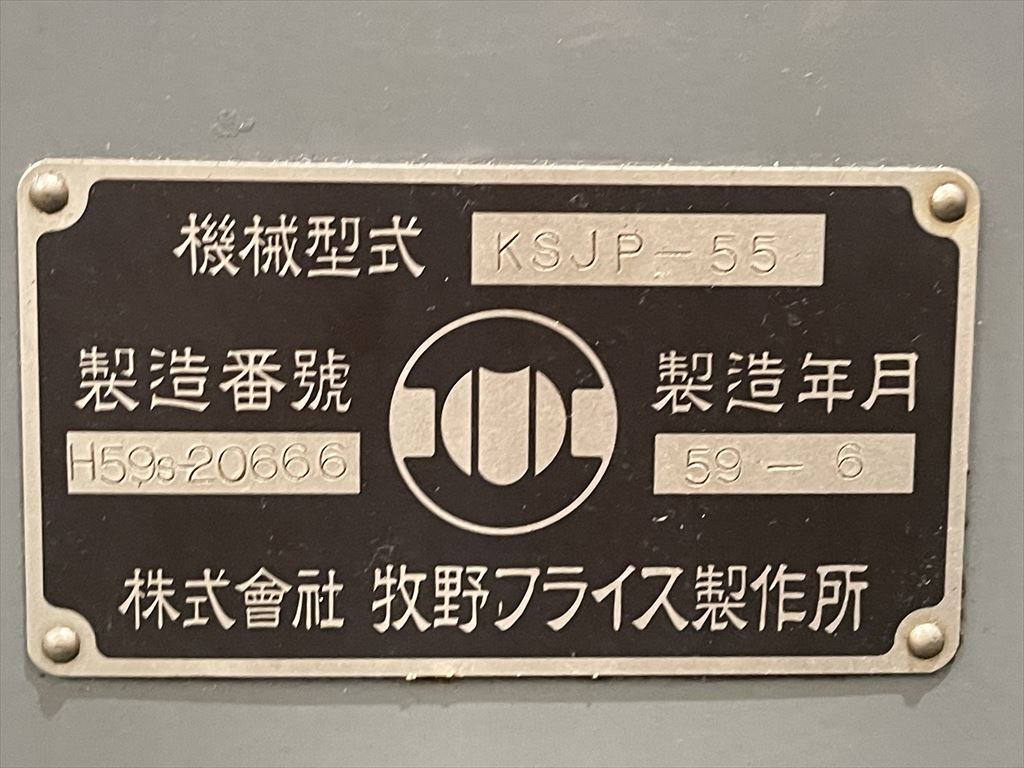 機械型式 KSJP-55
製造番號 製造年月
H59s-20666 59-6
株式會社 牧野フライス製作所